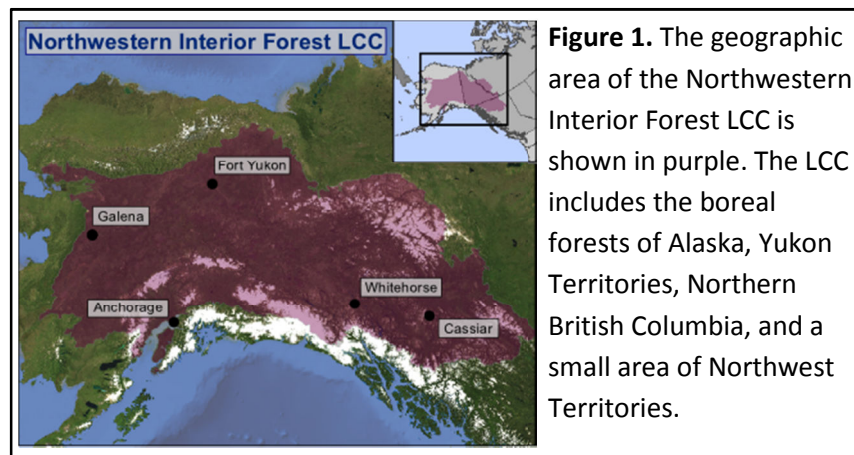 Northwestern Interior Forest LCC
Fort Yukon
Galena
Whitehorse
Anchorage
Cassiar
Figure 1. The geographic
area of the Northwestern
Interior Forest LCC is
shown in purple. The LCC
includes the boreal
forests of Alaska, Yukon
Territories, Northern
British Columbia, and a
small area of Northwest
Territories.